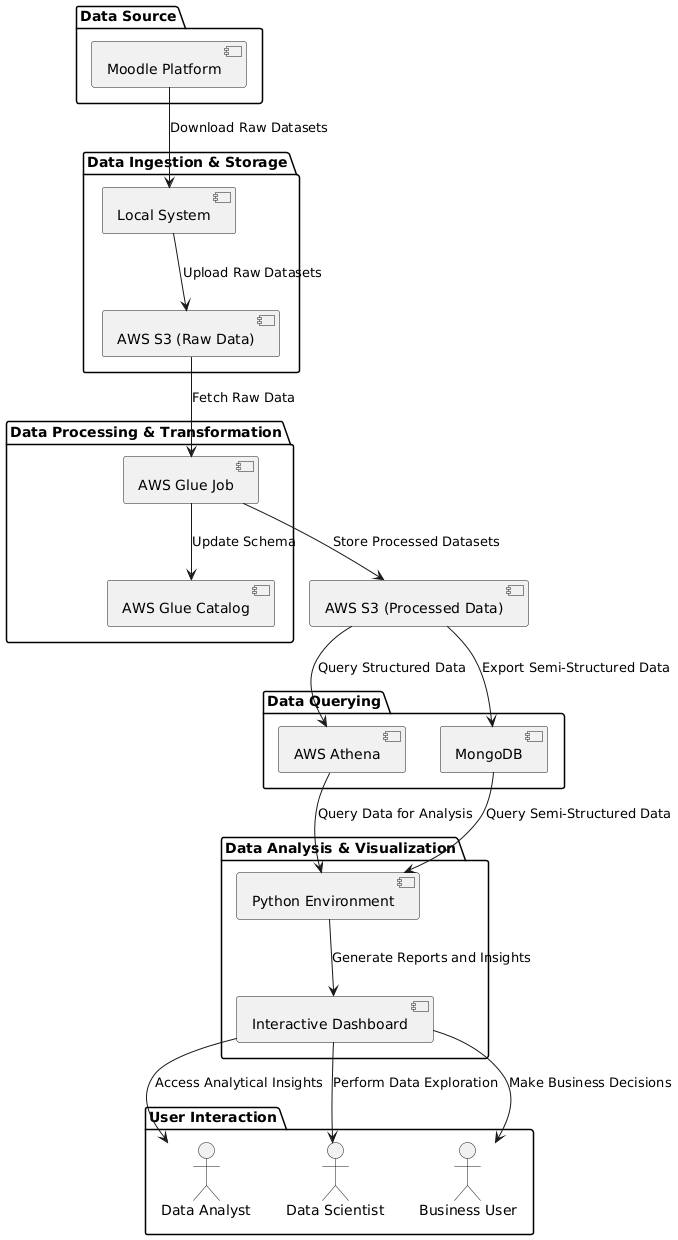 Data Source
Moodle Platform
Download Raw Datasets
Data Ingestion & Storage
Local System
Upload Raw Datasets
AWS S3 (Raw Data)
Fetch Raw Data
Data Processing & Transformation
AWS Glue Job
Update Schema
Store Processed Datasets
AWS Glue Catalog
AWS S3 (Processed Data)
Query Structured Data
Export Semi-Structured Data
Data Querying
AWS Athena
MongoDB
Query Data for Analysis
Query Semi-Structured Data
Data Analysis & Visualization
Python Environment
Generate Reports and Insights
Interactive Dashboard
Access Analytical Insights
Perform Data Exploration
Make Business Decisions
User Interaction
Data Analyst
Data Scientist
Business User